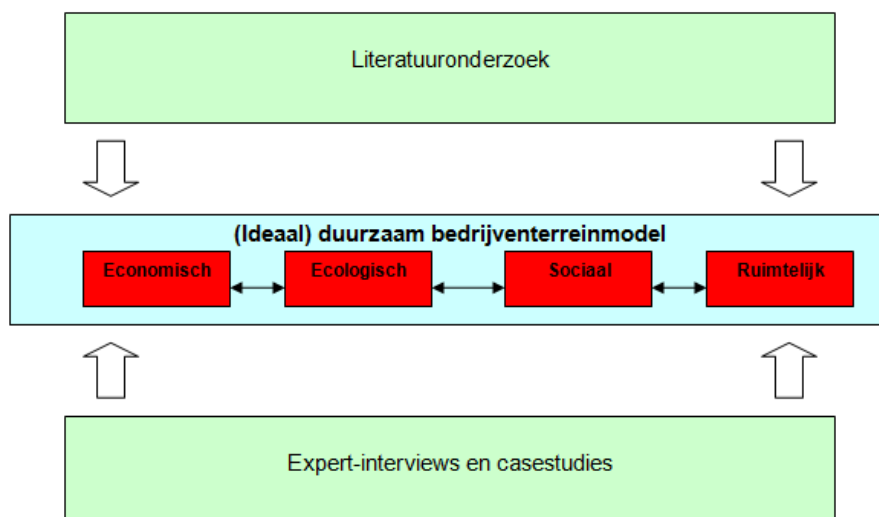 Literatuuronderzoek
(Ideaal) duurzaam bedrijventerreinmodel
Economisch
Ecologisch
Sociaal
Ruimtelijk
Expert-interviews en casestudies